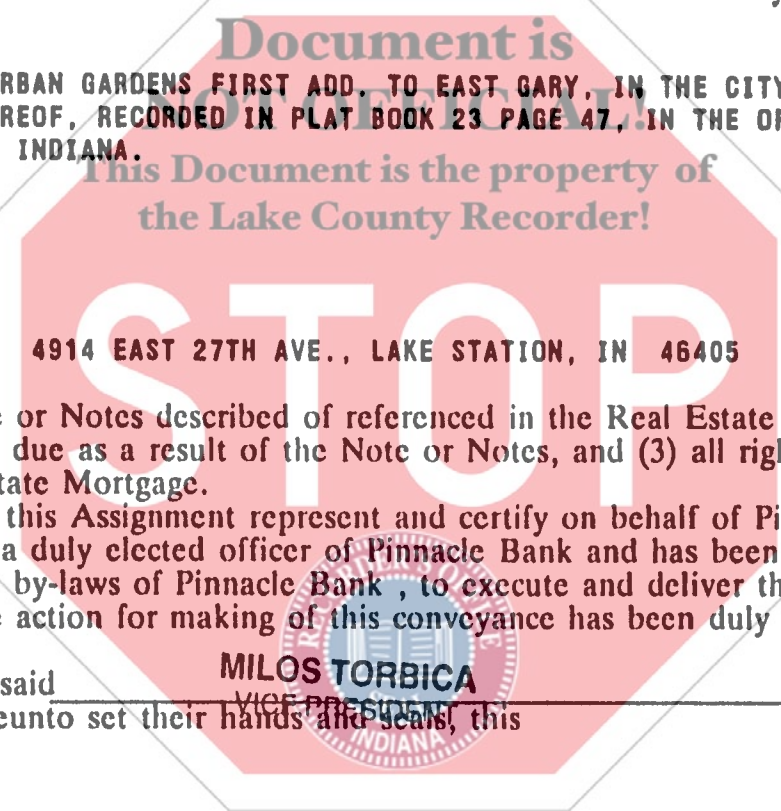 Document is
RBAN GARDENS FIRST ADD. TO EAST GARY, IN THE CITY
NOT OFFICIAL!
REOF, RECORDED IN PLAT BOOK 23 PAGE 47, IN THE OF
INDIANA.
This Document is the property of
the Lake County Recorder!
STOP
4914 EAST 27TH AVE., LAKE STATION, IN 46405
e or Notes described of referenced in the Real Estate
due as a result of the Note or Notes, and (3) all righ
tate Mortgage.
this Assignment represent and certify on behalf of Pi
a duly elected officer of Pinnacle Bank and has been
by-laws of Pinnacle Bank , to execute and deliver th
e action for making of this conveyance has been duly
RECORDER'S OFFICE
SEAL
said MILOS TORBICA
VICE PRESIDENT
eunto set their hands and seals, this
INDIANA